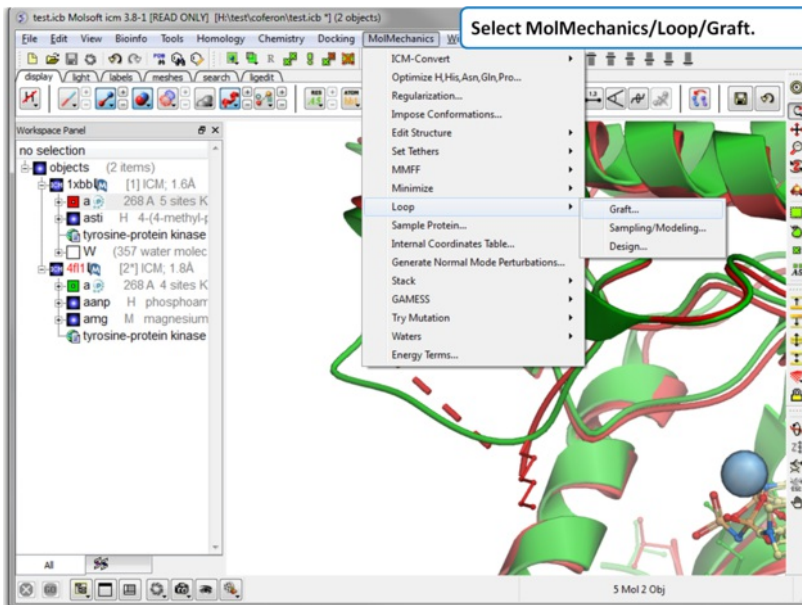 test.icb Molsoft icm 3.8-1 [READ ONLY] [H:\test\coferon\test.icb *] (2 objects)
Select MolMechanics/Loop/Graft.
File Edit View Bioinfo Tools Homology Chemistry Docking MolMechanics
display light labels meshes search ligedit
ICM-Convert
Optimize H,His,Asn,Gln,Pro...
Regularization...
Impose Conformations...
Edit Structure
Set Tethers
MMFF
Minimize
Loop
Sample Protein...
Internal Coordinates Table...
Generate Normal Mode Perturbations...
Stack
GAMESS
Try Mutation
Waters
Energy Terms...
Graft...
Sampling/Modeling...
Design...
Workspace Panel
no selection
objects (2 items)
1xbb [1] ICM; 1.6Å
a 268 A 5 sites K
asti H 4-(4-methyl-p
tyrosine-protein kinase
W (357 water molec
4fl1 [2*] ICM; 1.8Å
a 268 A 4 sites K
aanp H phosphoam
amg M magnesium
tyrosine-protein kinase
All
5 Mol 2 Obj